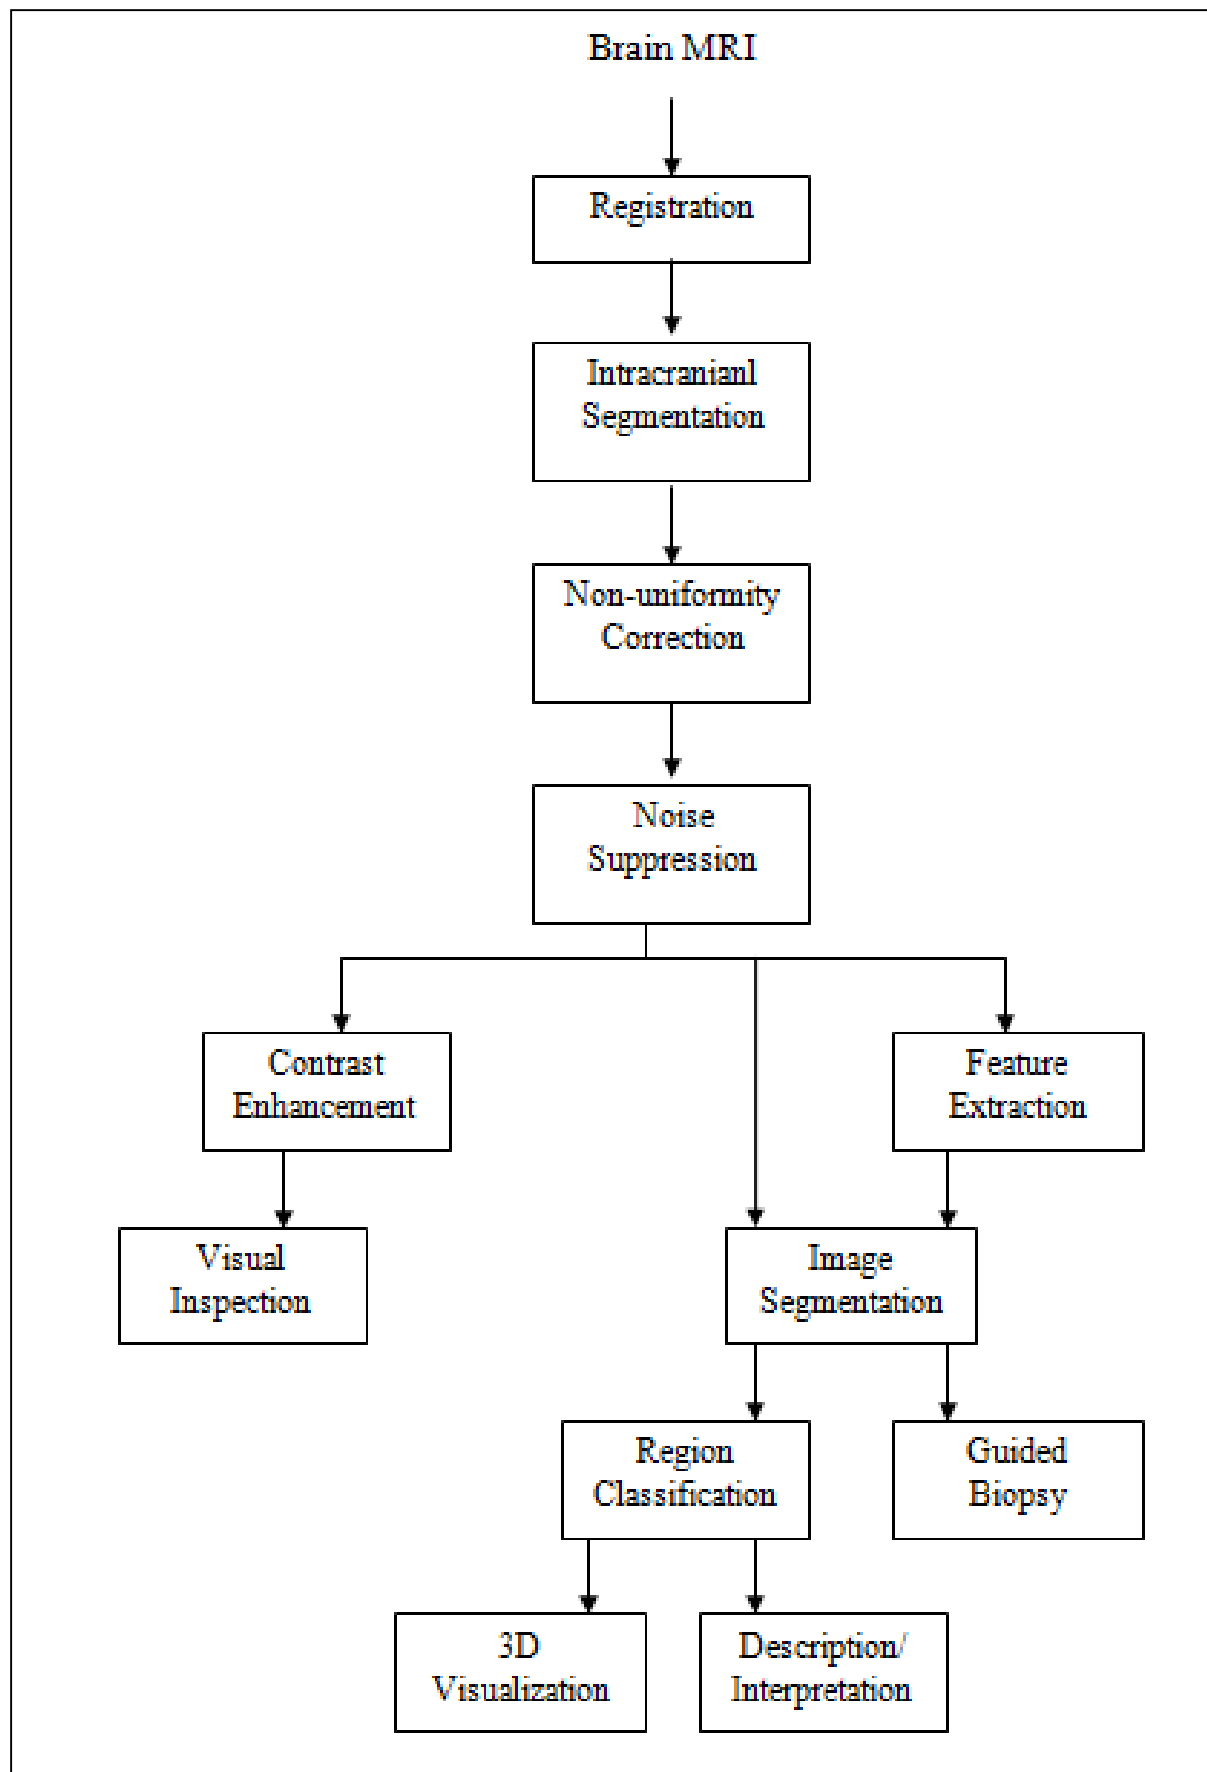 Brain MRI
Registration
Intracranianl
Segmentation
Non-uniformity
Correction
Noise
Suppression
Contrast
Enhancement
Feature
Extraction
Visual
Inspection
Image
Segmentation
Region
Classification
Guided
Biopsy
3D
Visualization
Description/
Interpretation